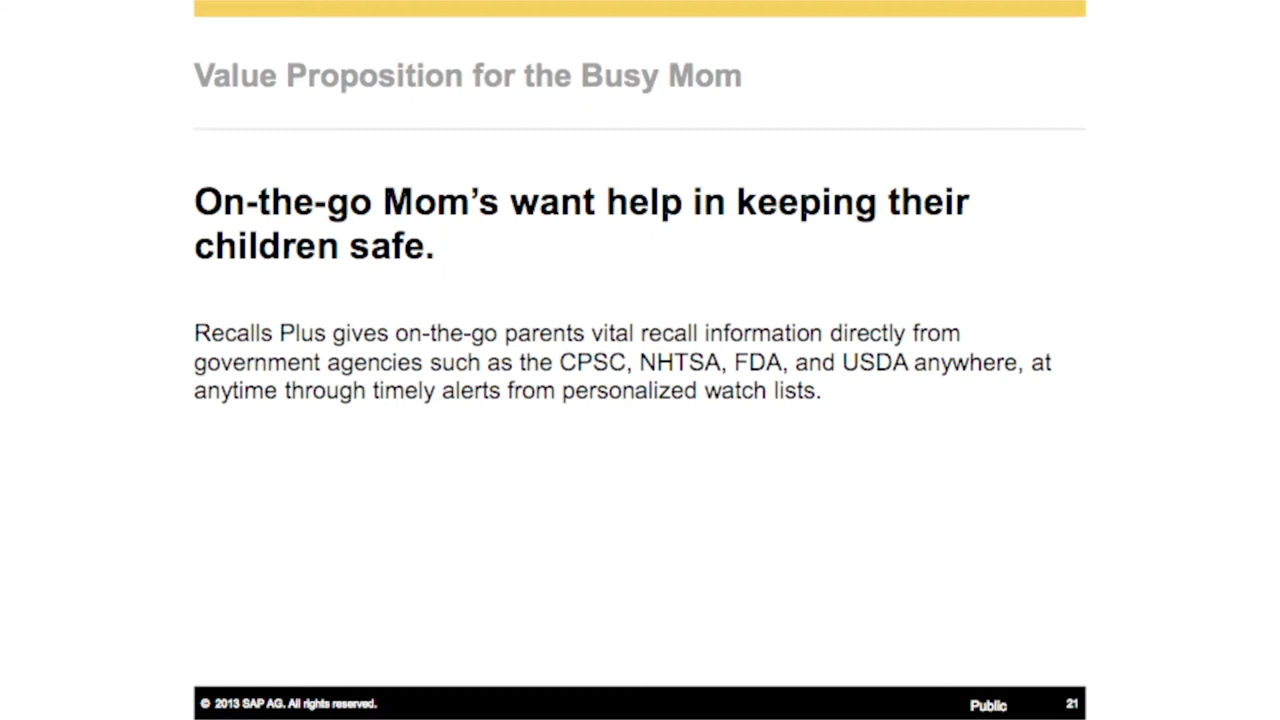 Value Proposition for the Busy Mom
On-the-go Mom’s want help in keeping their
children safe.
Recalls Plus gives on-the-go parents vital recall information directly from
government agencies such as the CPSC, NHTSA, FDA, and USDA anywhere, at
anytime through timely alerts from personalized watch lists.
© 2013 SAP AG. All rights reserved. Public 21